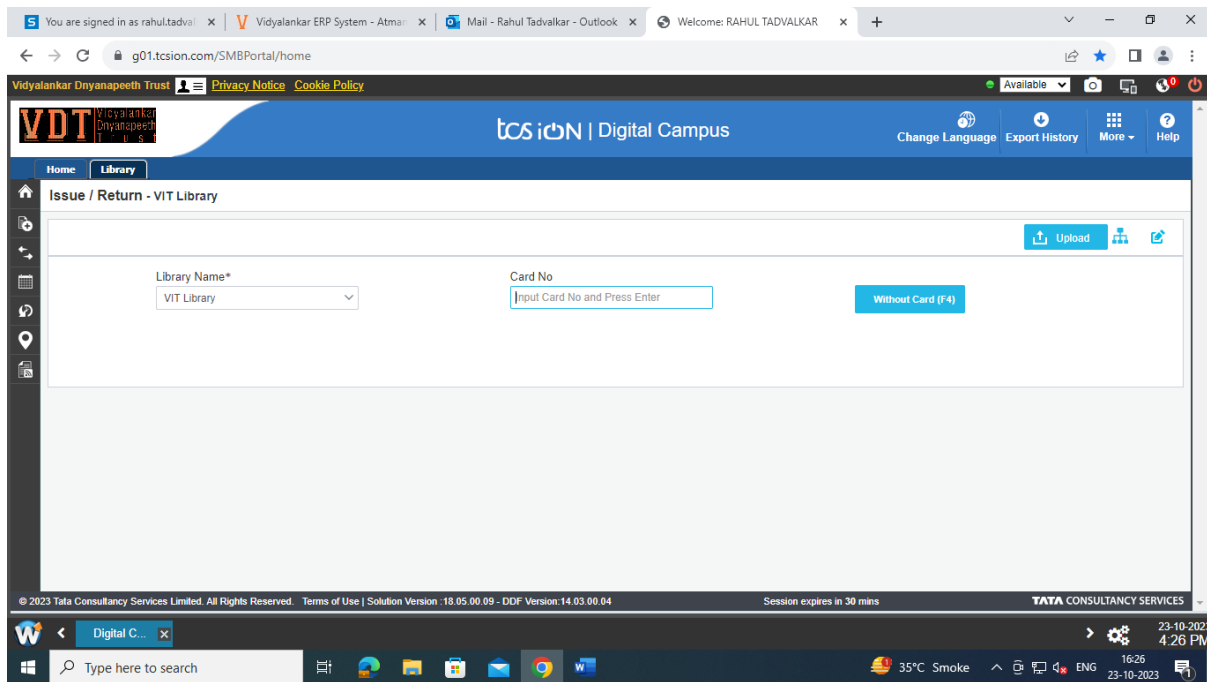 You are signed in as rahul.tadval
Vidyalankar ERP System - Atman
Mail - Rahul Tadvalkar - Outlook
Welcome: RAHUL TADVALKAR
g01.tcsion.com/SMBPortal/home
Vidyalankar Dnyanapeeth Trust Privacy Notice Cookie Policy Available 0
VDT Vidyalankar Dnyanapeeth Trust
tcs iON | Digital Campus
Change Language Export History More Help
Home Library
Issue / Return - VIT Library
Upload
Library Name* Card No
VIT Library Input Card No and Press Enter Without Card (F4)
© 2023 Tata Consultancy Services Limited. All Rights Reserved. Terms of Use | Solution Version :18.05.00.09 - DDF Version:14.03.00.04 Session expires in 30 mins TATA CONSULTANCY SERVICES
W Digital C... 23-10-202
4:26 PM
Type here to search W 35°C Smoke ENG 16:26
23-10-2023 1